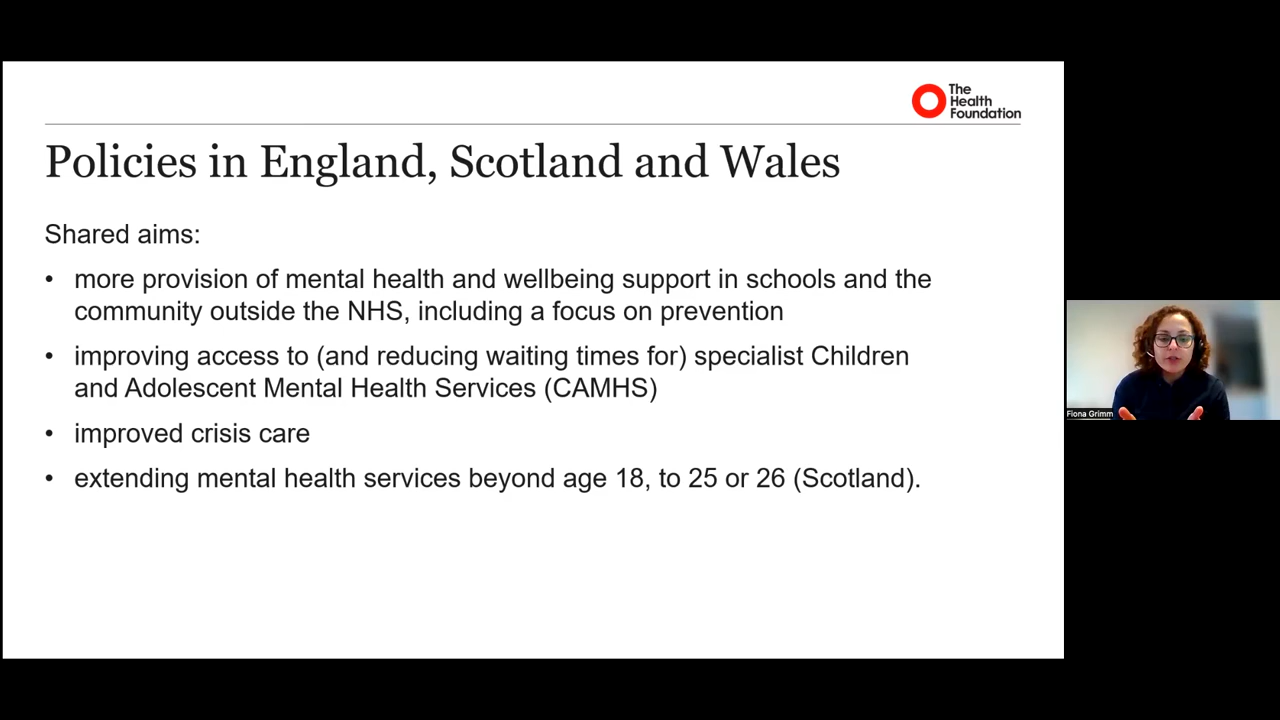 The
Health
Foundation
Policies in England, Scotland and Wales
Shared aims:
• more provision of mental health and wellbeing support in schools and the
community outside the NHS, including a focus on prevention
• improving access to (and reducing waiting times for) specialist Children
and Adolescent Mental Health Services (CAMHS)
• improved crisis care
• extending mental health services beyond age 18, to 25 or 26 (Scotland).
Fiona Grimm